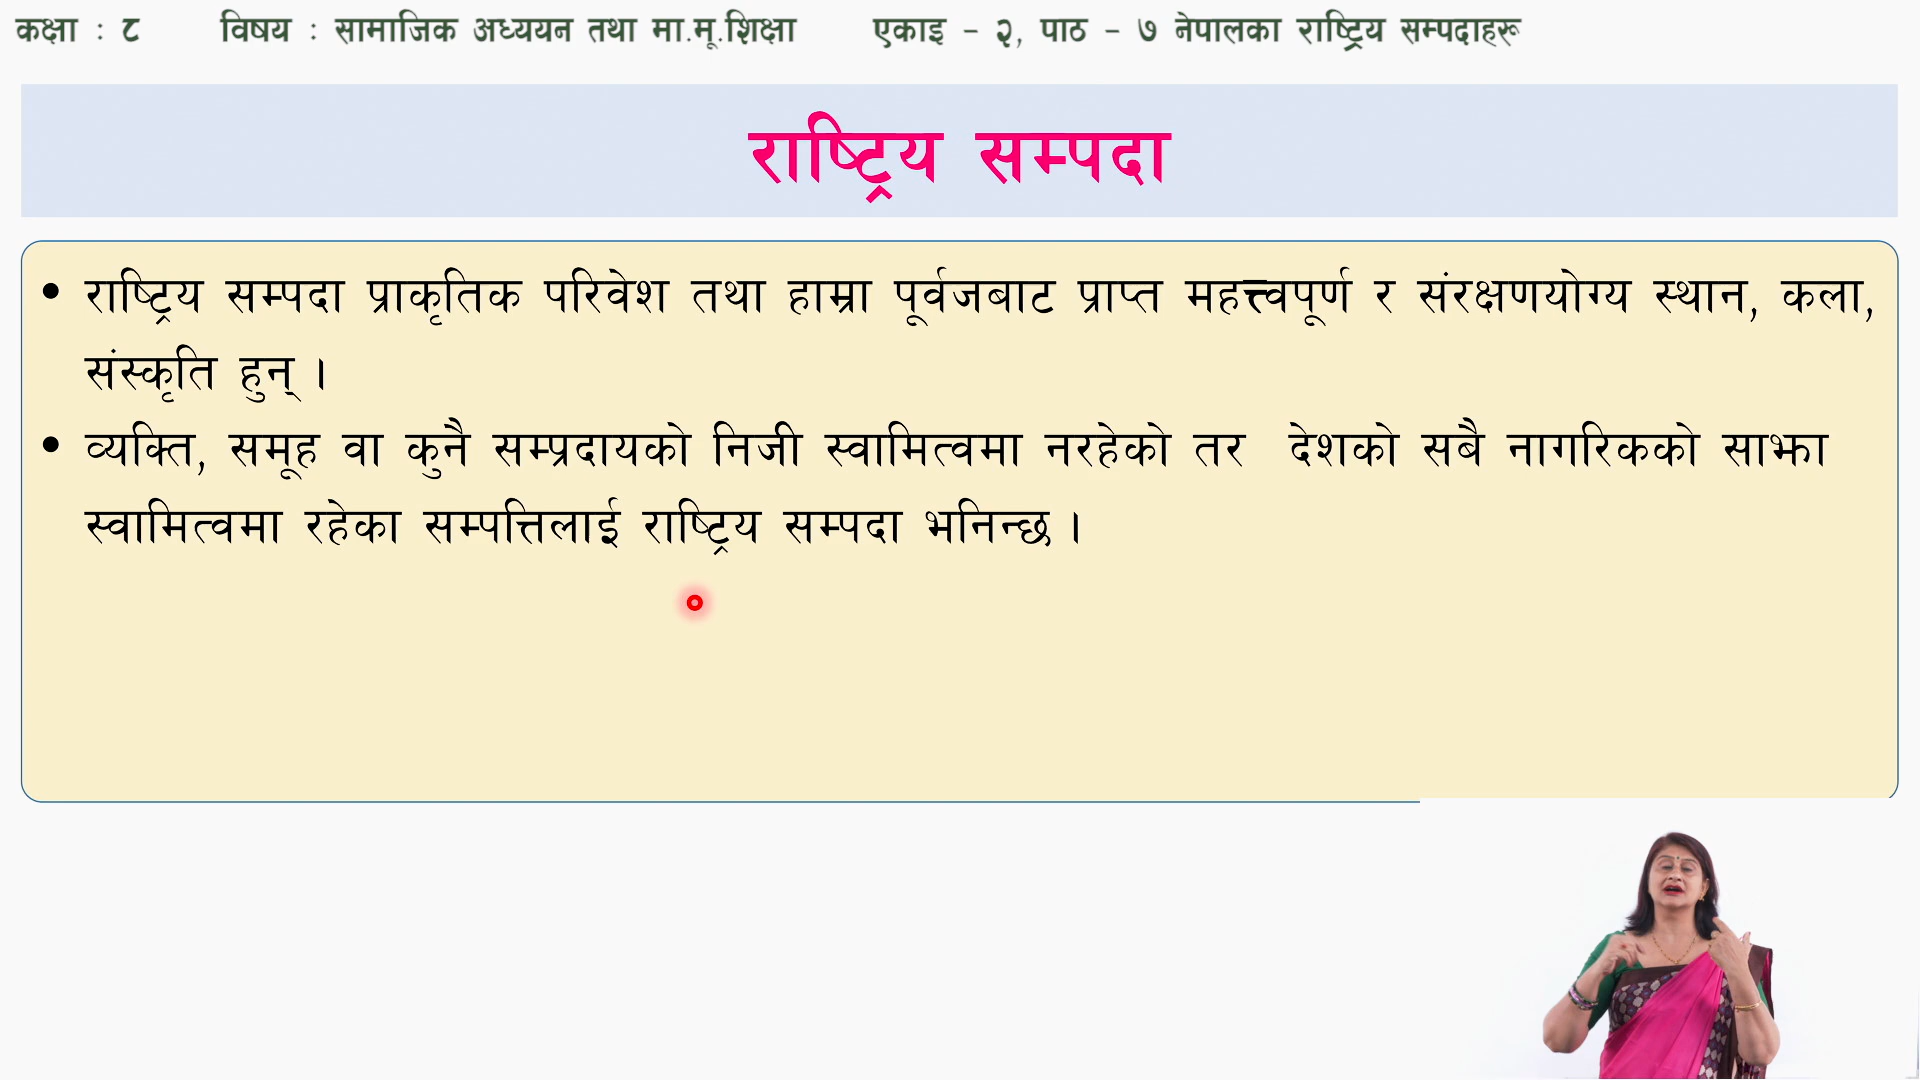 कक्षा : ८ विषय : सामाजिक अध्ययन तथा मा.मू.शिक्षा एकाइ - २, पाठ - ७ नेपालका राष्ट्रिय सम्पदाहरू
राष्ट्रिय सम्पदा
• राष्ट्रिय सम्पदा प्राकृतिक परिवेश तथा हाम्रा पूर्वजबाट प्राप्त महत्त्वपूर्ण र संरक्षणयोग्य स्थान, कला,
संस्कृति हुन् ।
• व्यक्ति, समूह वा कुनै सम्प्रदायको निजी स्वामित्वमा नरहेको तर देशको सबै नागरिकको साझा
स्वामित्वमा रहेका सम्पत्तिलाई राष्ट्रिय सम्पदा भनिन्छ ।